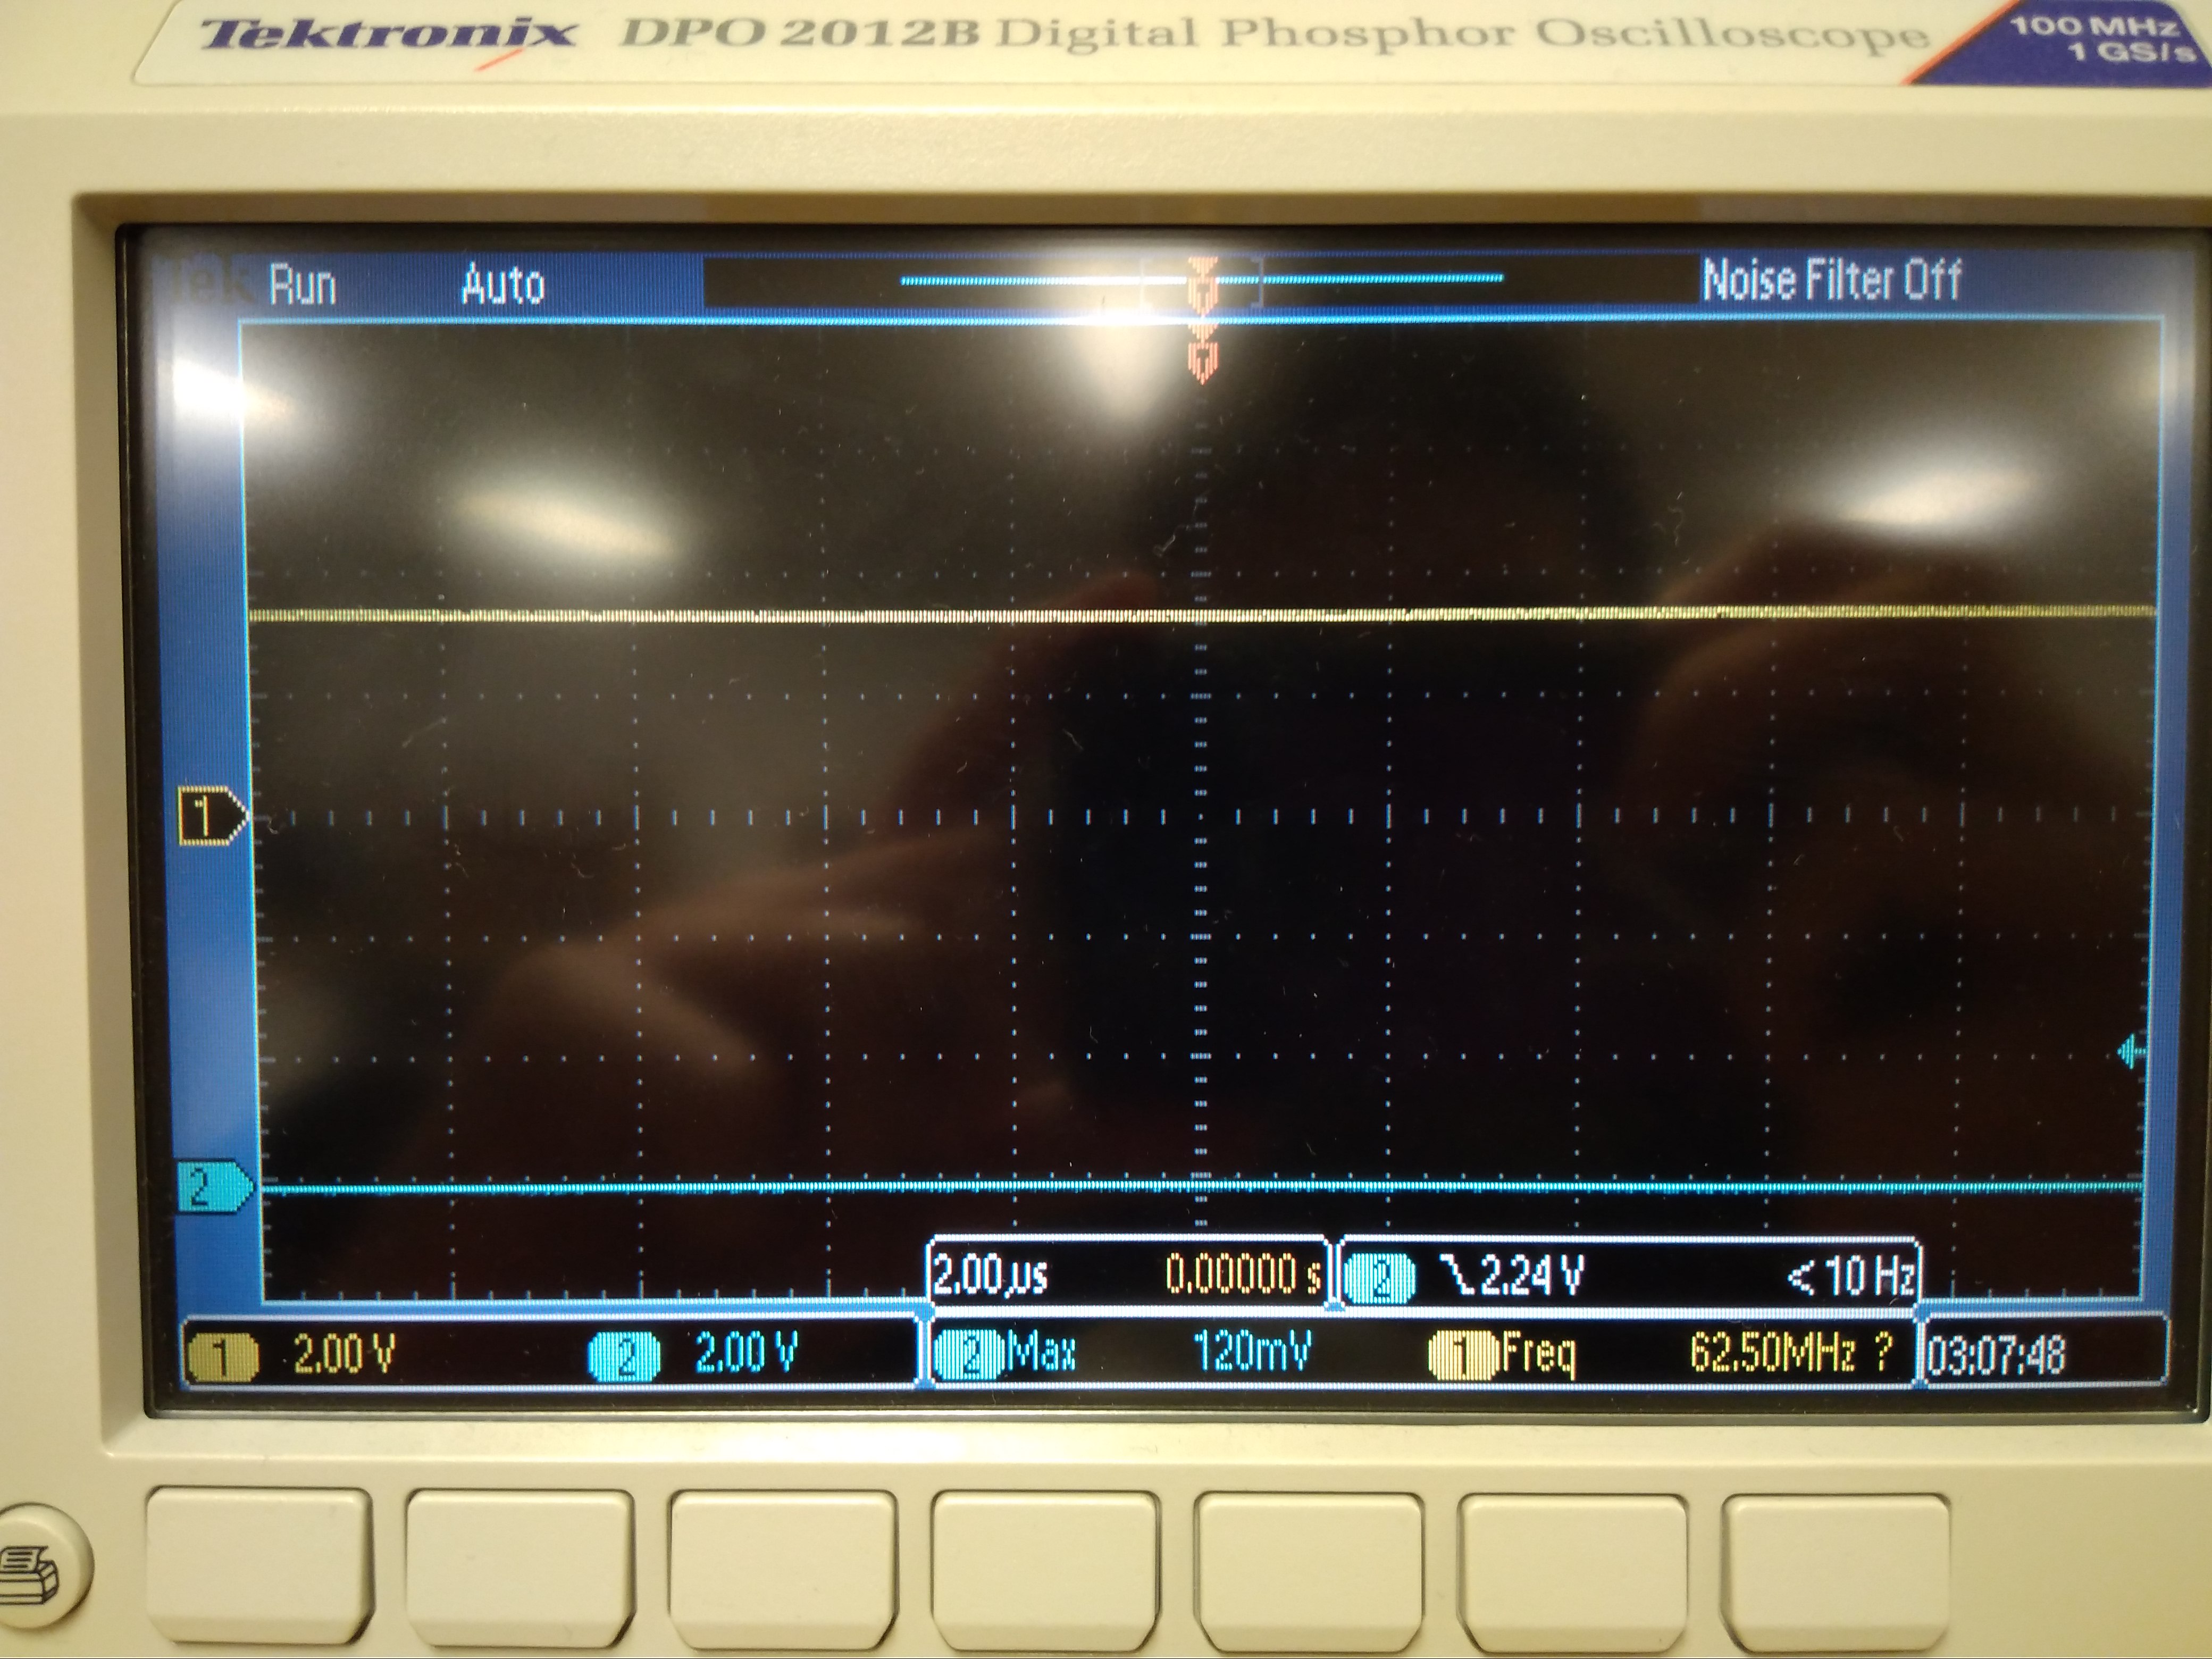 Tektronix DPO 2012B Digital Phosphor Oscilloscope
100 MHz
1 GS/s
Tek Run Auto Noise Filter Off
T
T
1
2
2.00µs 0.00000 s 2 2.24 V < 10 Hz
1 2.00 V 2 2.00 V 2 Max 120mV 1 Freq 62.50MHz ? 03:07:48